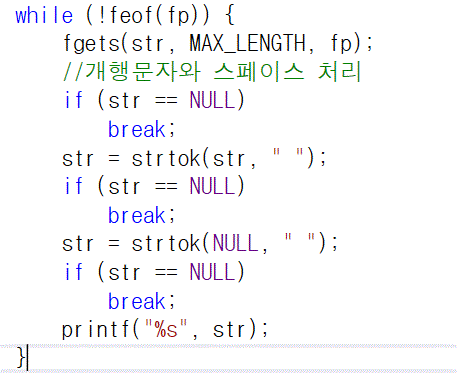 while (!feof(fp)) {
    fgets(str, MAX_LENGTH, fp);
    //개행문자와 스페이스 처리
    if (str == NULL)
        break;
    str = strtok(str, " ");
    if (str == NULL)
        break;
    str = strtok(NULL, " ");
    if (str == NULL)
        break;
    printf("%s", str);
}